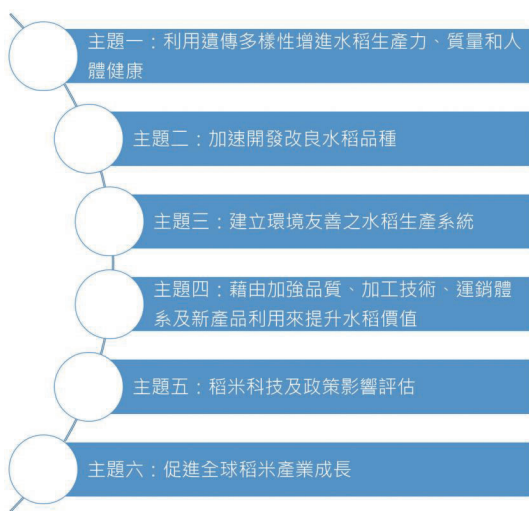 主題一：利用遺傳多樣性增進水稻生產力、質量和人
體健康
主題二：加速開發改良水稻品種
主題三：建立環境友善之水稻生產系統
主題四：藉由加強品質、加工技術、運銷體
系及新產品利用來提升水稻價值
主題五：稻米科技及政策影響評估
主題六：促進全球稻米產業成長